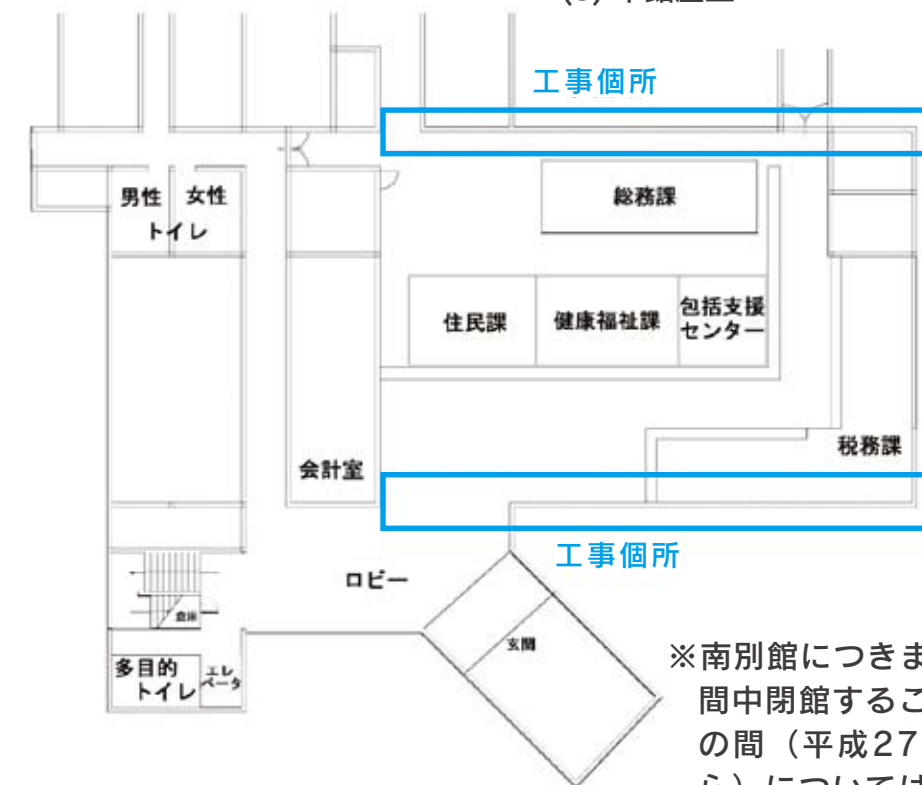 工事個所
男性 女性
トイレ
総務課
住民課
健康福祉課
包括支援
センター
会計室
税務課
工事個所
ロビー
倉庫
玄関
多目的
トイレ
エレ
ベータ
※南別館につきま
間中閉館するこ
の間（平成27